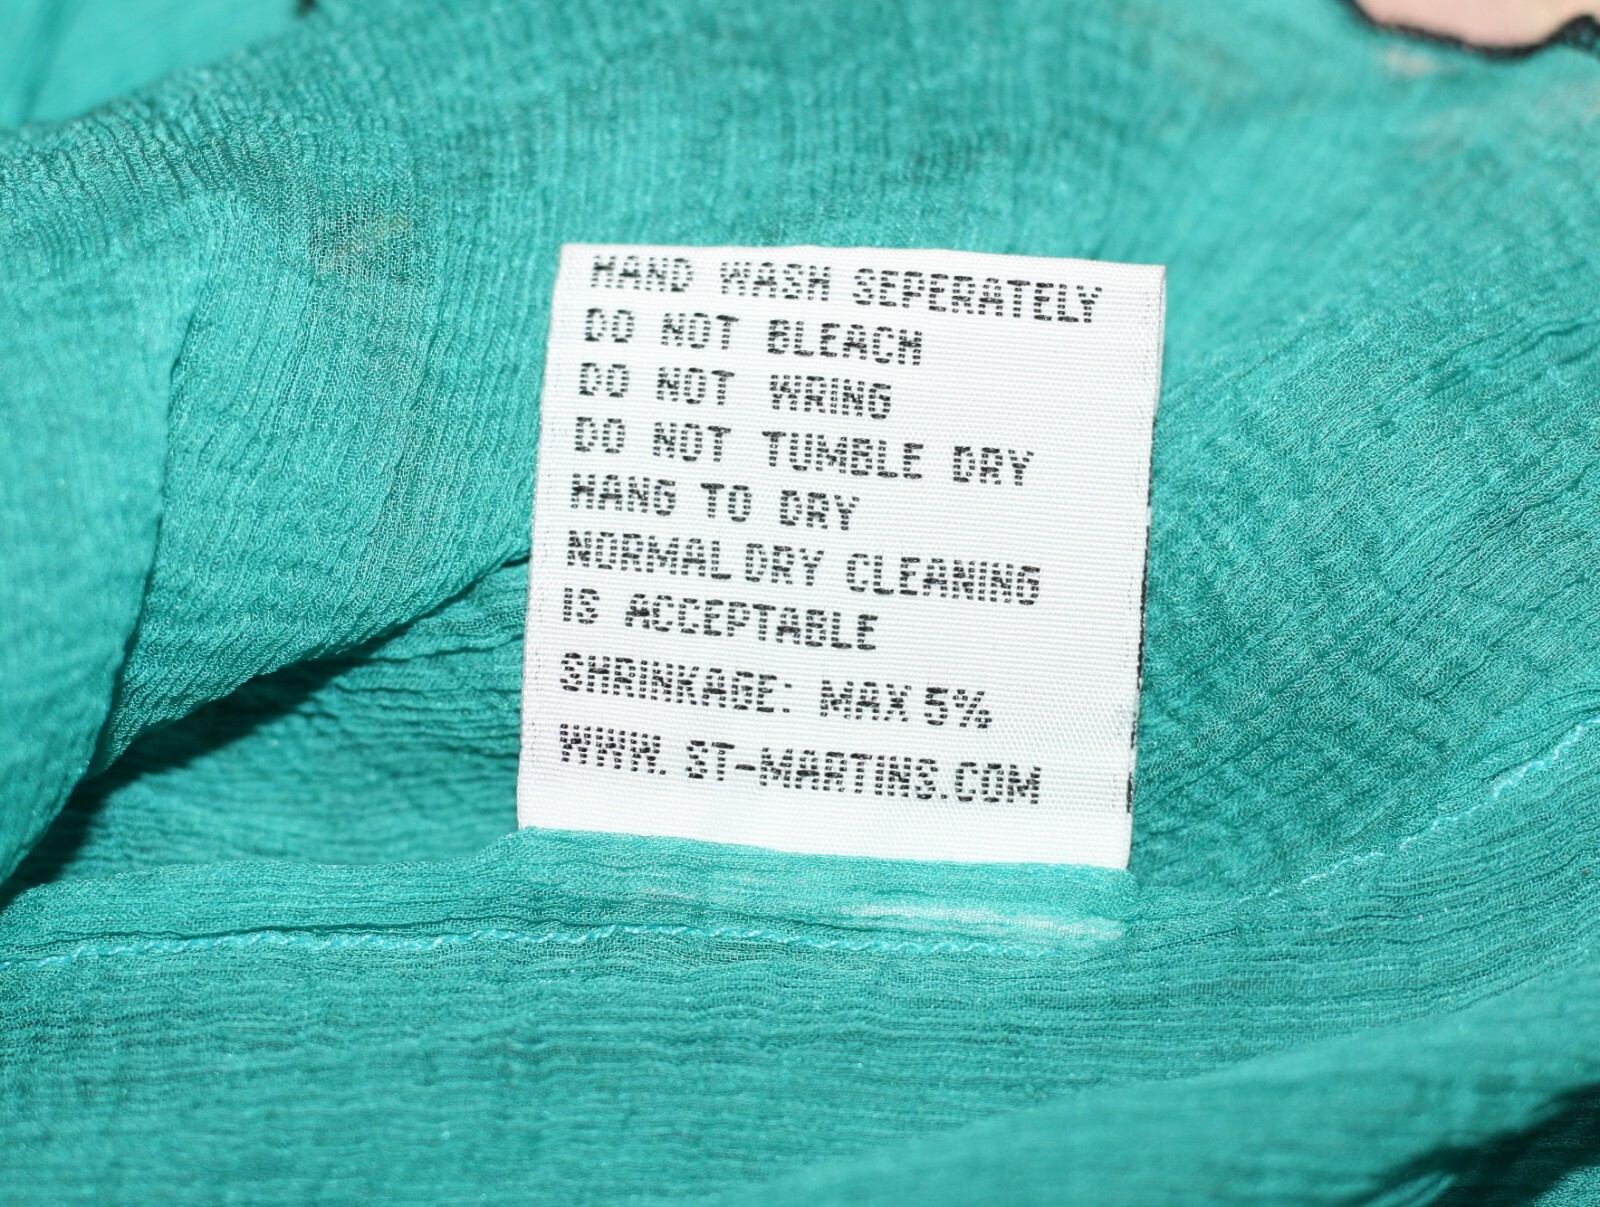 HAND WASH SEPERATELY
DO NOT BLEACH
DO NOT WRING
DO NOT TUMBLE DRY
HANG TO DRY
NORMAL DRY CLEANING
IS ACCEPTABLE
SHRINKAGE: MAX 5%
WWW. ST-MARTINS.COM